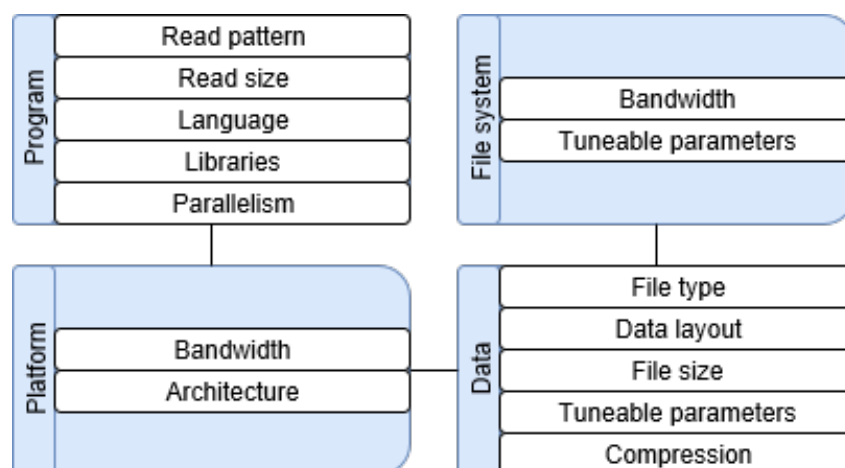 Program
Read pattern
Read size
Language
Libraries
Parallelism
File system
Bandwidth
Tuneable parameters
Platform
Bandwidth
Architecture
Data
File type
Data layout
File size
Tuneable parameters
Compression